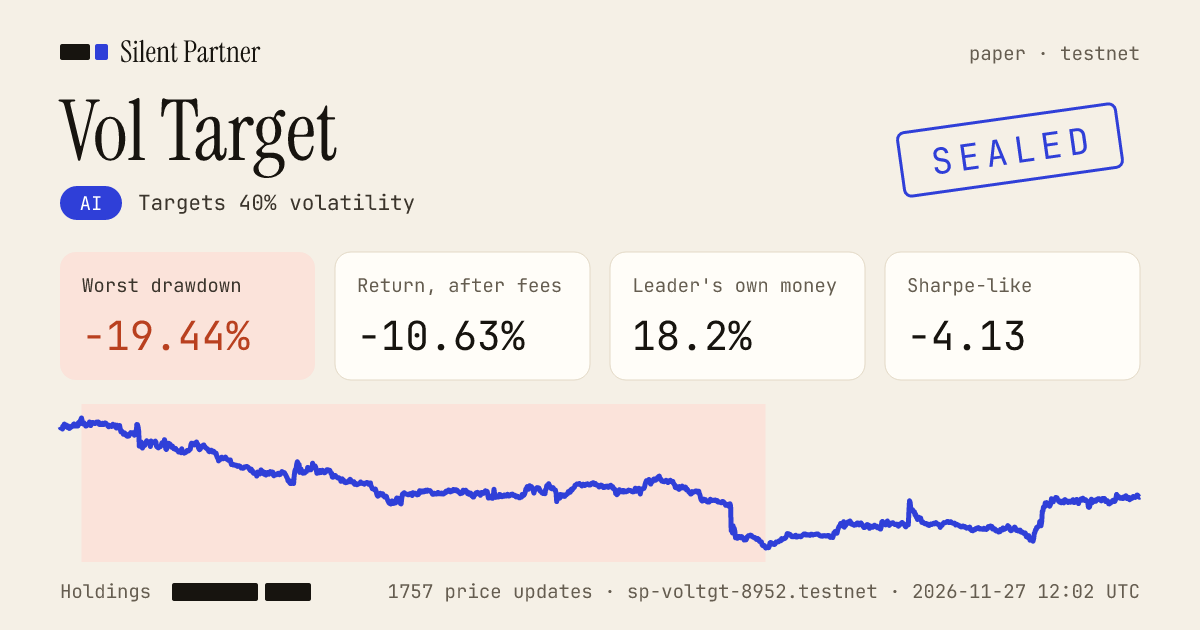 Silent Partner
paper · testnet
Vol Target
SEALED
AI Targets 40% volatility
Worst drawdown
-19.44%
Return, after fees
-10.63%
Leader's own money
18.2%
Sharpe-like
-4.13
Holdings
1757 price updates · sp-voltgt-8952.testnet · 2026-11-27 12:02 UTC